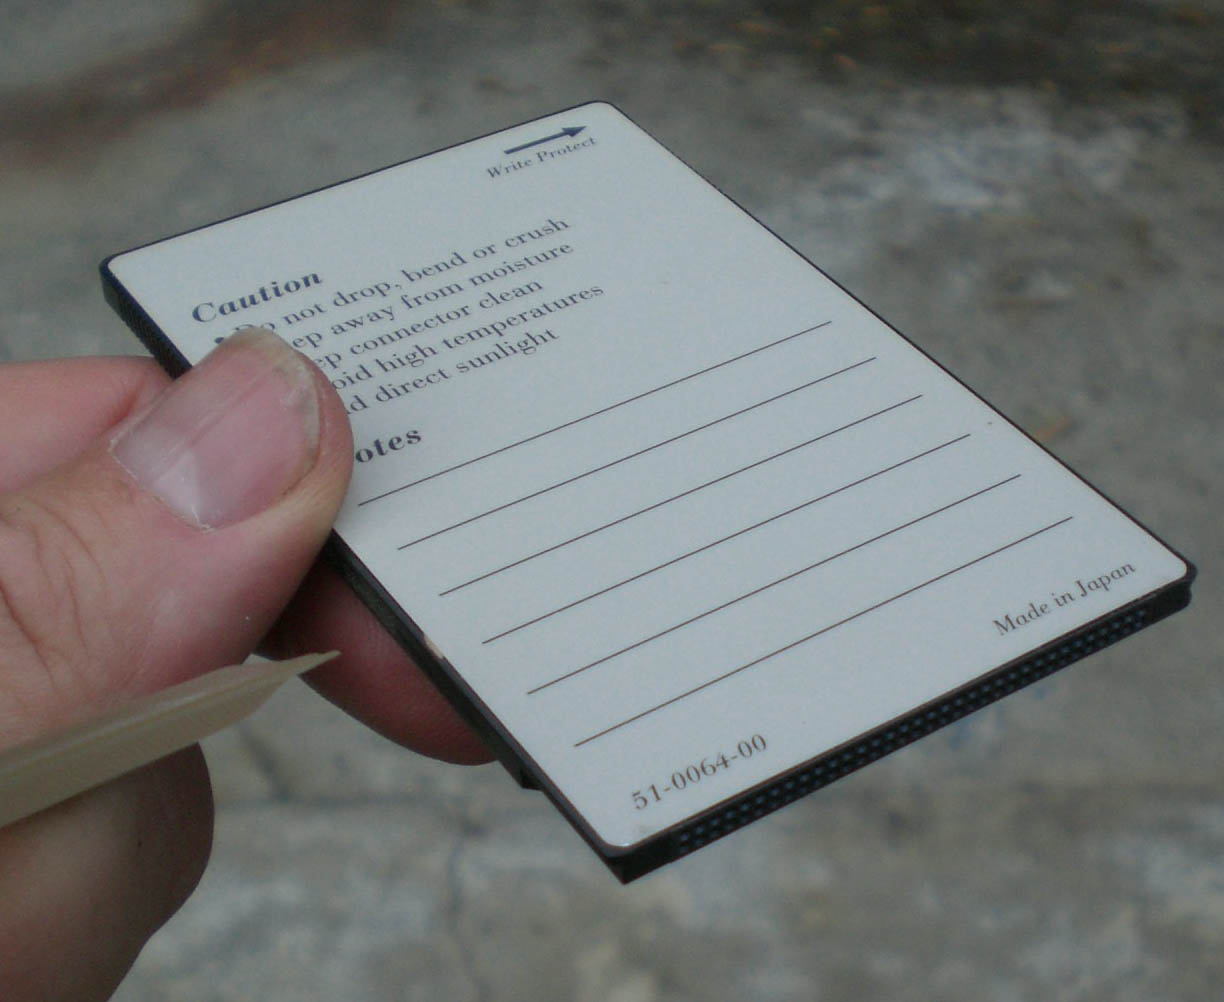 Write Protect
Caution
Do not drop, bend or crush
ep away from moisture
ep connector clean
oid high temperatures
d direct sunlight
otes
51-0064-00
Made in Japan